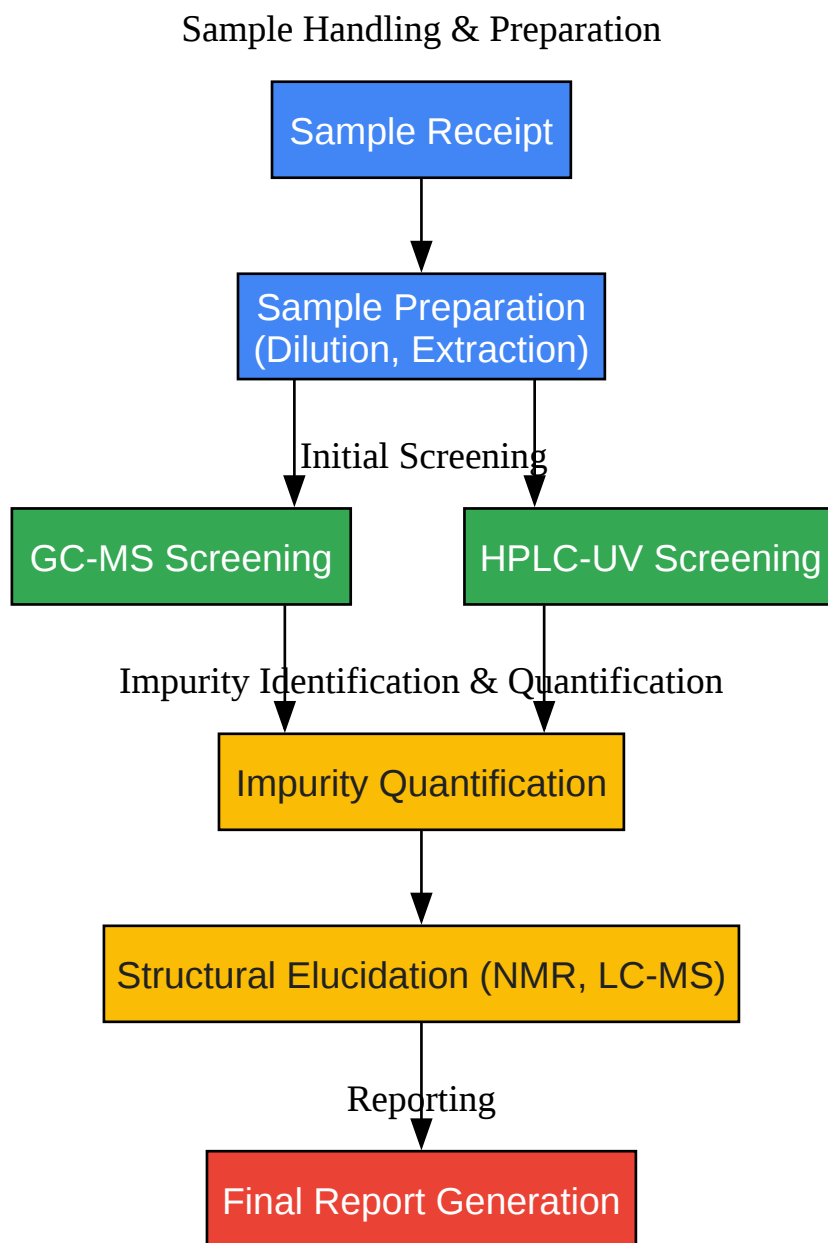 Sample Handling & Preparation
Sample Receipt
Sample Preparation
(Dilution, Extraction)
Initial Screening
GC-MS Screening
HPLC-UV Screening
Impurity Identification & Quantification
Impurity Quantification
Structural Elucidation (NMR, LC-MS)
Reporting
Final Report Generation